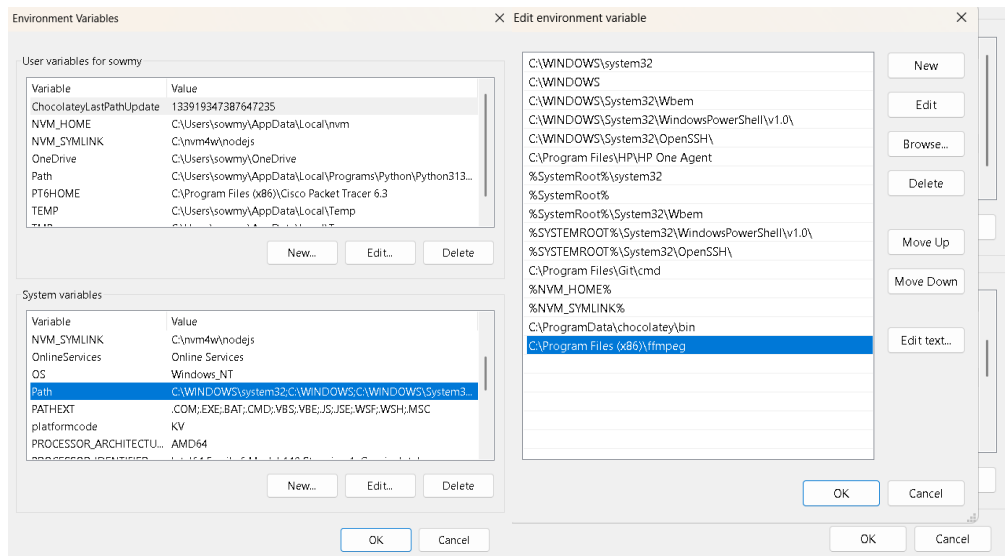 Environment Variables
User variables for sowmy
Variable Value
ChocolateyLastPathUpdate 133919347387647235
NVM_HOME C:\Users\sowmy\AppData\Local\nvm
NVM_SYMLINK C:\nvm4w\nodejs
OneDrive C:\Users\sowmy\OneDrive
Path C:\Users\sowmy\AppData\Local\Programs\Python\Python313...
PT6HOME C:\Program Files (x86)\Cisco Packet Tracer 6.3
TEMP C:\Users\sowmy\AppData\Local\Temp
New... Edit... Delete
System variables
Variable Value
NVM_SYMLINK C:\nvm4w\nodejs
OnlineServices Online Services
OS Windows_NT
Path C:\WINDOWS\system32;C:\WINDOWS;C:\WINDOWS\System3...
PATHEXT .COM;.EXE;.BAT;.CMD;.VBS;.VBE;.JS;.JSE;.WSF;.WSH;.MSC
platformcode KV
PROCESSOR_ARCHITECTU... AMD64
New... Edit... Delete
OK Cancel
Edit environment variable
C:\WINDOWS\system32
C:\WINDOWS
C:\WINDOWS\System32\Wbem
C:\WINDOWS\System32\WindowsPowerShell\v1.0\
C:\WINDOWS\System32\OpenSSH\
C:\Program Files\HP\HP One Agent
%SystemRoot%\system32
%SystemRoot%
%SystemRoot%\System32\Wbem
%SYSTEMROOT%\System32\WindowsPowerShell\v1.0\
%SYSTEMROOT%\System32\OpenSSH\
C:\Program Files\Git\cmd
%NVM_HOME%
%NVM_SYMLINK%
C:\ProgramData\chocolatey\bin
C:\Program Files (x86)\ffmpeg
New
Edit
Browse...
Delete
Move Up
Move Down
Edit text...
OK Cancel
OK Cancel